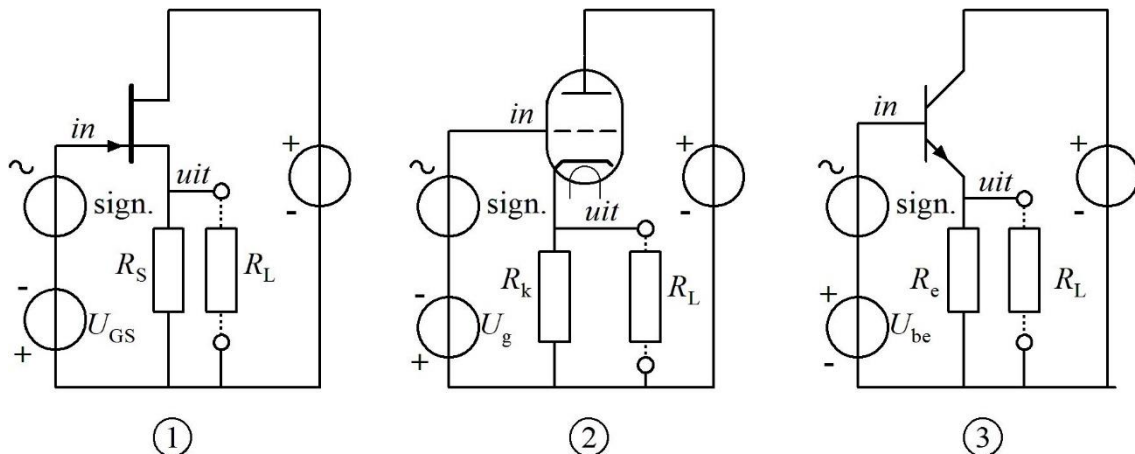 in
uit
sign.
+
-
-
+
R_S
R_L
U_GS
1
in
sign.
uit
+
-
-
+
R_k
R_L
U_g
2
in
uit
sign.
+
-
+
-
R_e
R_L
U_be
3